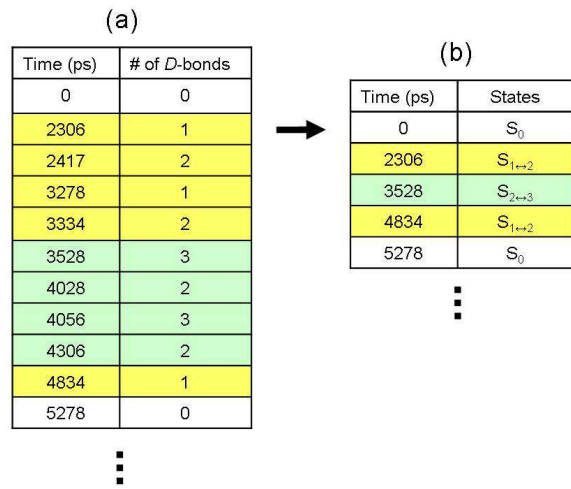 (a)
Time (ps) # of D-bonds
0 0
2306 1
2417 2
3278 1
3334 2
3528 3
4028 2
4056 3
4306 2
4834 1
5278 0
(b)
Time (ps) States
0 S₀
2306 S₁↔₂
3528 S₂↔₃
4834 S₁↔₂
5278 S₀